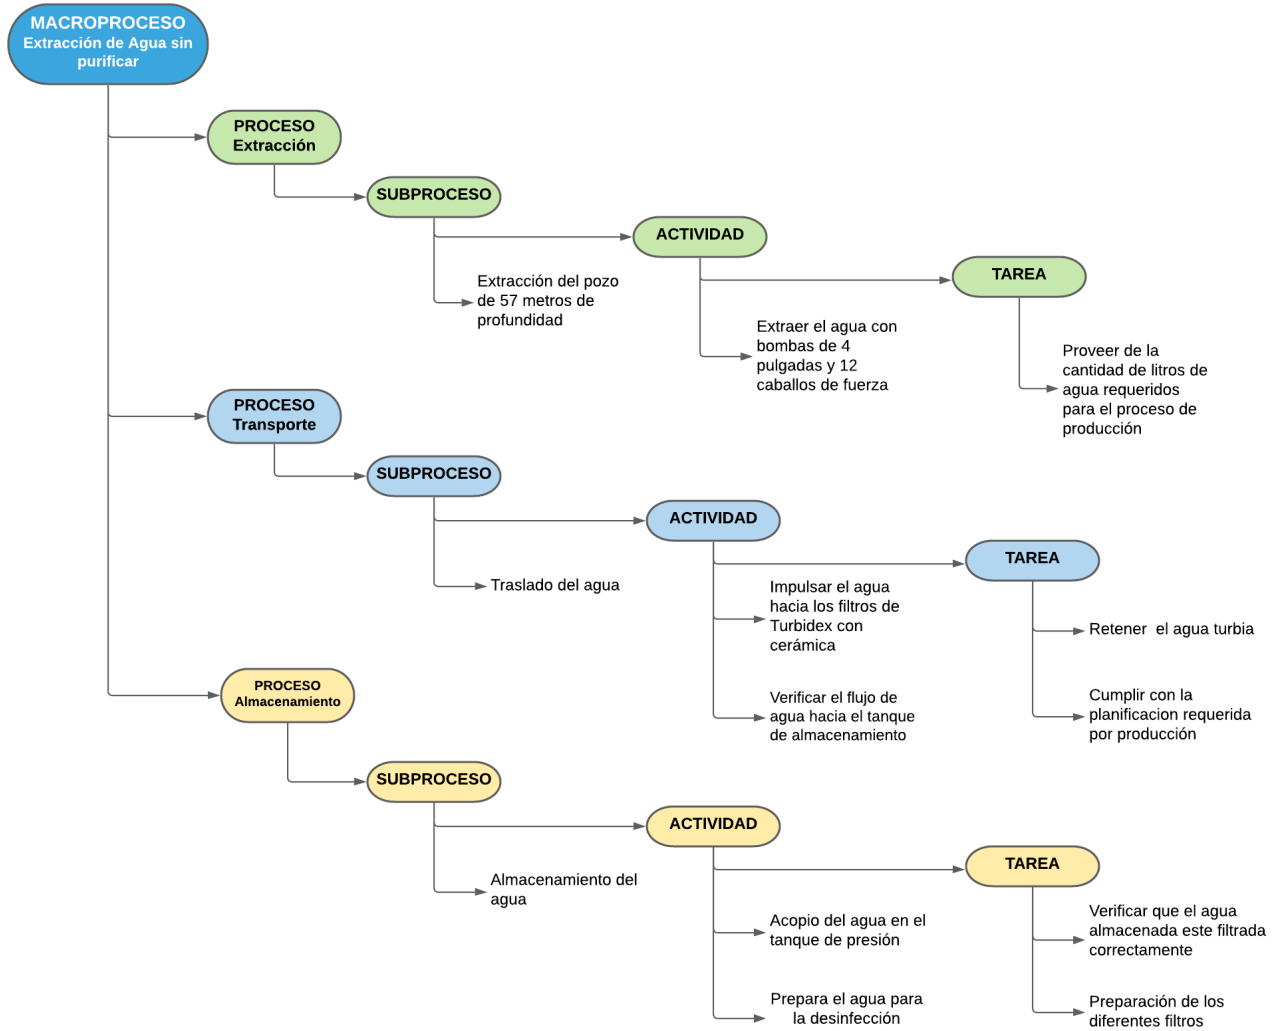 MACROPROCESO
Extracción de Agua sin
purificar
PROCESO
Extracción
SUBPROCESO
Extracción del pozo
de 57 metros de
profundidad
ACTIVIDAD
Extraer el agua con
bombas de 4
pulgadas y 12
caballos de fuerza
TAREA
Proveer de la
cantidad de litros de
agua requeridos
para el proceso de
producción
PROCESO
Transporte
SUBPROCESO
Traslado del agua
ACTIVIDAD
Impulsar el agua
hacia los filtros de
Turbidex con
cerámica
Verificar el flujo de
agua hacia el tanque
de almacenamiento
TAREA
Retener  el agua turbia
Cumplir con la
planificacion requerida
por producción
PROCESO
Almacenamiento
SUBPROCESO
Almacenamiento del
agua
ACTIVIDAD
Acopio del agua en el
tanque de presión
Prepara el agua para
la desinfección
TAREA
Verificar que el agua
almacenada este filtrada
correctamente
Preparación de los
diferentes filtros